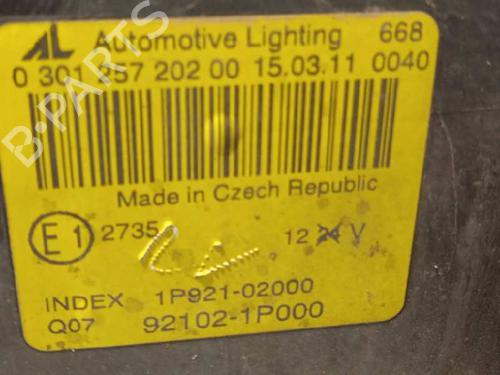 AL Automotive Lighting 668
0 301 357 202 00 15.03.11 0040
B-PARTS
Made in Czech Republic
E1 2735 12 24 V
INDEX 1P921-02000
Q07 92102-1P000